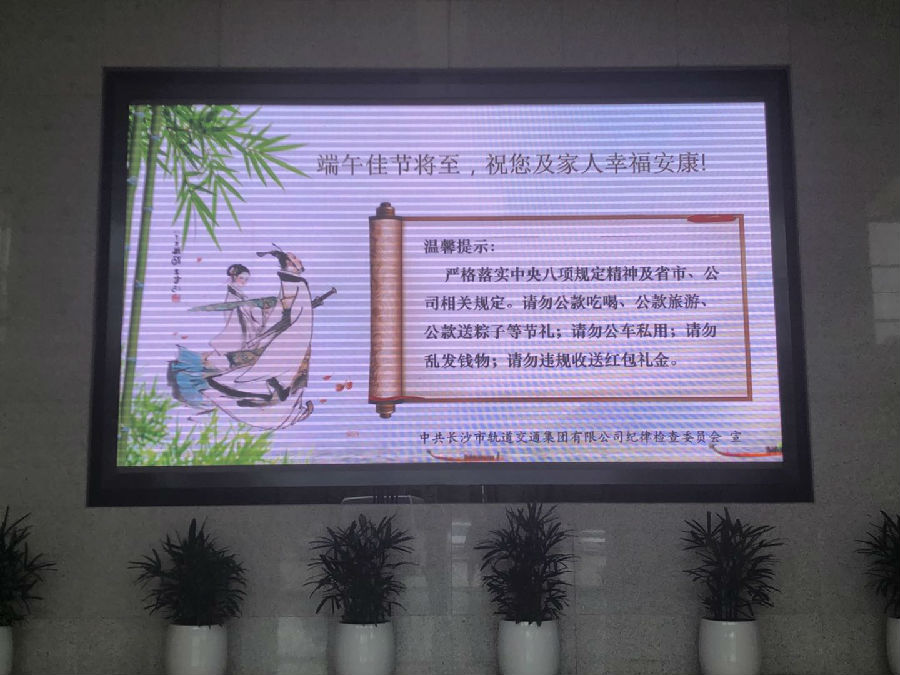 端午佳节将至，祝您及家人幸福安康!
温馨提示：
严格落实中央八项规定精神及省市、公
司相关规定。请勿公款吃喝、公款旅游、
公款送粽子等节礼；请勿公车私用；请勿
乱发钱物；请勿违规收送红包礼金。
中共长沙市轨道交通集团有限公司纪律检查委员会 宣